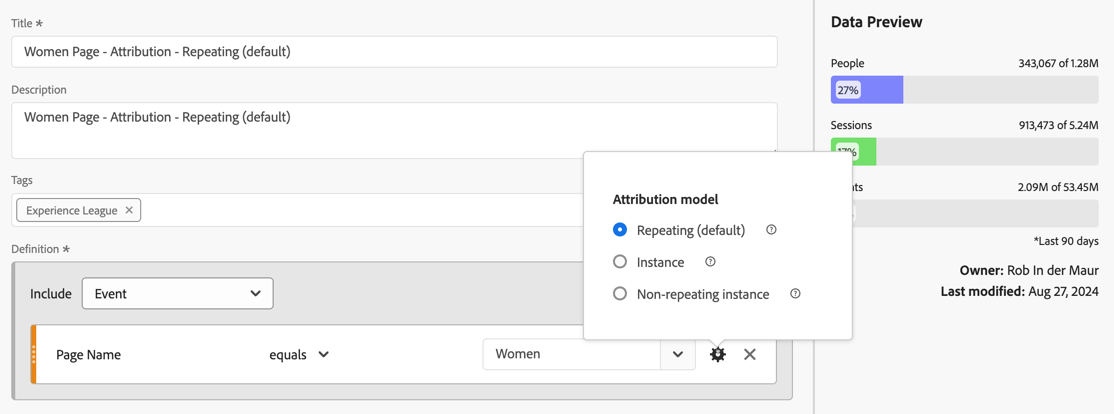 Title *
Women Page - Attribution - Repeating (default)
Description
Women Page - Attribution - Repeating (default)
Tags
Experience League
Definition *
Include
Event
Page Name
equals
Women
Attribution model
Repeating (default)
Instance
Non-repeating instance
Data Preview
People
343,067 of 1.28M
27%
Sessions
913,473 of 5.24M
17%
2.09M of 53.45M
*Last 90 days
Owner: Rob In der Maur
Last modified: Aug 27, 2024